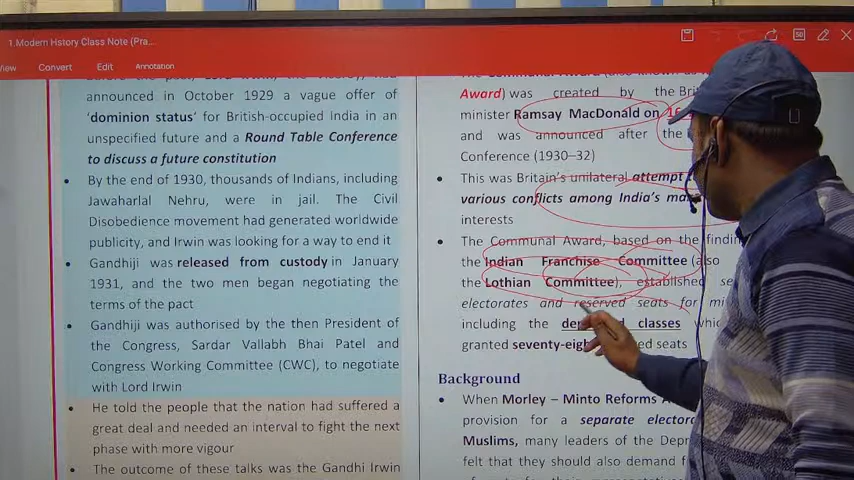 1.Modern Hstory Class Note (Pra...
View Convert Edit Annotation
announced in October 1929 a vague offer of
'dominion status' for British-occupied India in an
unspecified future and a Round Table Conference
to discuss a future constitution
• By the end of 1930, thousands of Indians, including
Jawaharlal Nehru, were in jail. The Civil
Disobedience movement had generated worldwide
publicity, and Irwin was looking for a way to end it
• Gandhiji was released from custody in January
1931, and the two men began negotiating the
terms of the pact
• Gandhiji was authorised by the then President of
the Congress, Sardar Vallabh Bhai Patel and
Congress Working Committee (CWC), to negotiate
with Lord Irwin
• He told the people that the nation had suffered a
great deal and needed an interval to fight the next
phase with more vigour
• The outcome of these talks was the Gandhi Irwin
Award) was created by the
minister Ramsay MacDonald on
and was announced after the
Conference (1930–32)
• This was Britain's unilateral attempt
various conflicts among India's
interests
• The Communal Award, based on the
the Indian Franchise Committee (also
the Lothian Committee), established
electorates and reserved seats for
including the classes
granted seats
Background
• When Morley – Minto Reforms
provision for a separate
Muslims, many leaders of the
felt that they should also demand